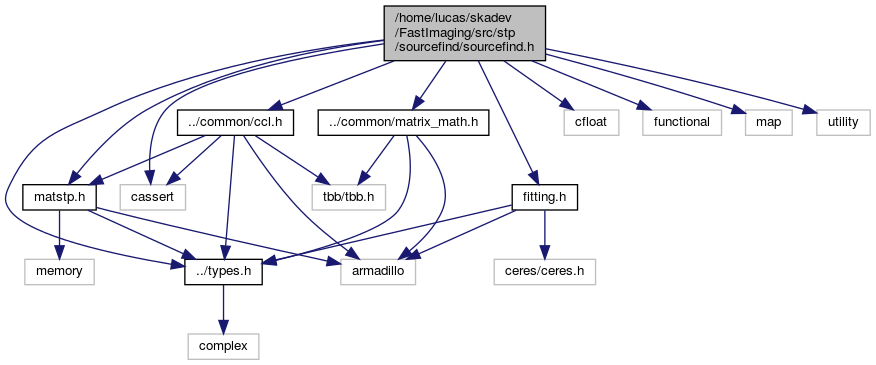 /home/lucas/skadev
/FastImaging/src/stp
/sourcefind/sourcefind.h
../common/ccl.h
../common/matrix_math.h
cfloat
functional
map
utility
matstp.h
cassert
tbb/tbb.h
fitting.h
memory
../types.h
armadillo
ceres/ceres.h
complex